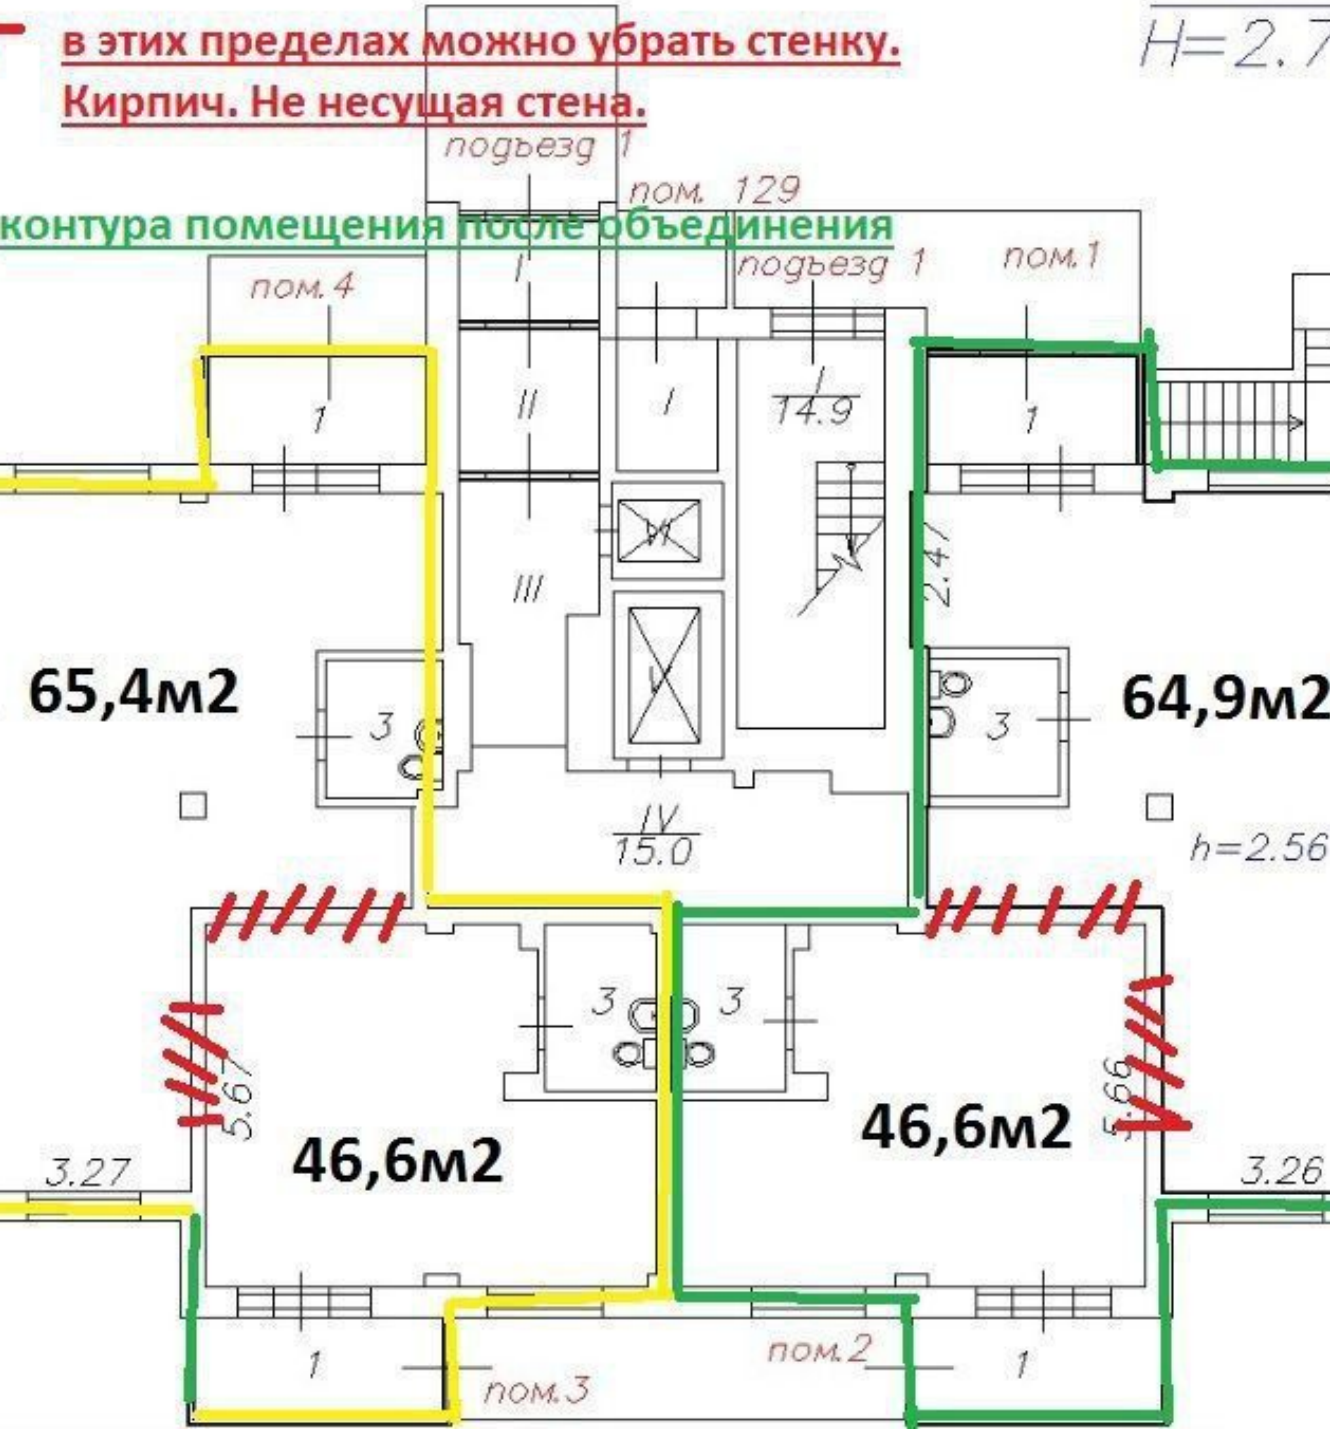 в этих пределах можно убрать стенку.
Кирпич. Не несущая стена.
H=2.7
подъезд 1
пом. 129
контура помещения после объединения
пом.4
подъезд 1
пом.1
I
1
II
I
I
14.9
1
2.47
III
VI
65,4м2
3
V
3
64,9м2
IV
15.0
h=2.56
3
3
5.67
5.66
46,6м2
46,6м2
3.27
3.26
1
пом.3
пом.2
1